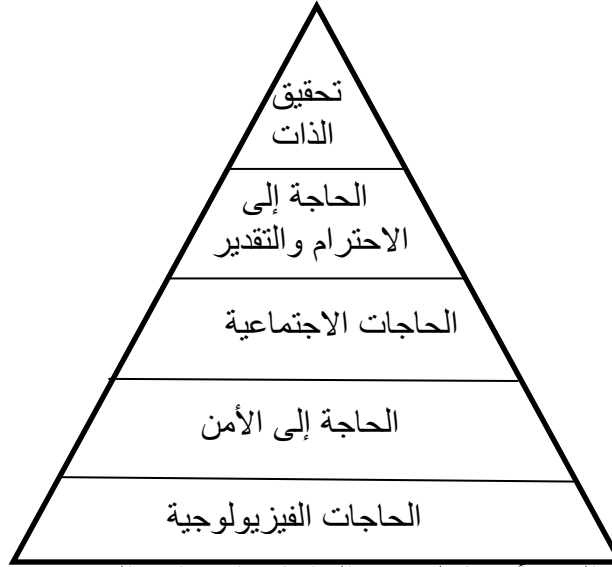 تحقيق
الذات
الحاجة إلى
الاحترام والتقدير
الحاجات الاجتماعية
الحاجة إلى الأمن
الحاجات الفيزيولوجية